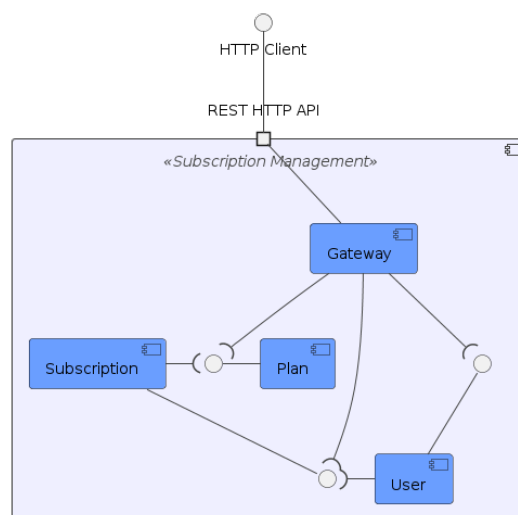 HTTP Client
REST HTTP API
«Subscription Management»
Gateway
Subscription
Plan
User